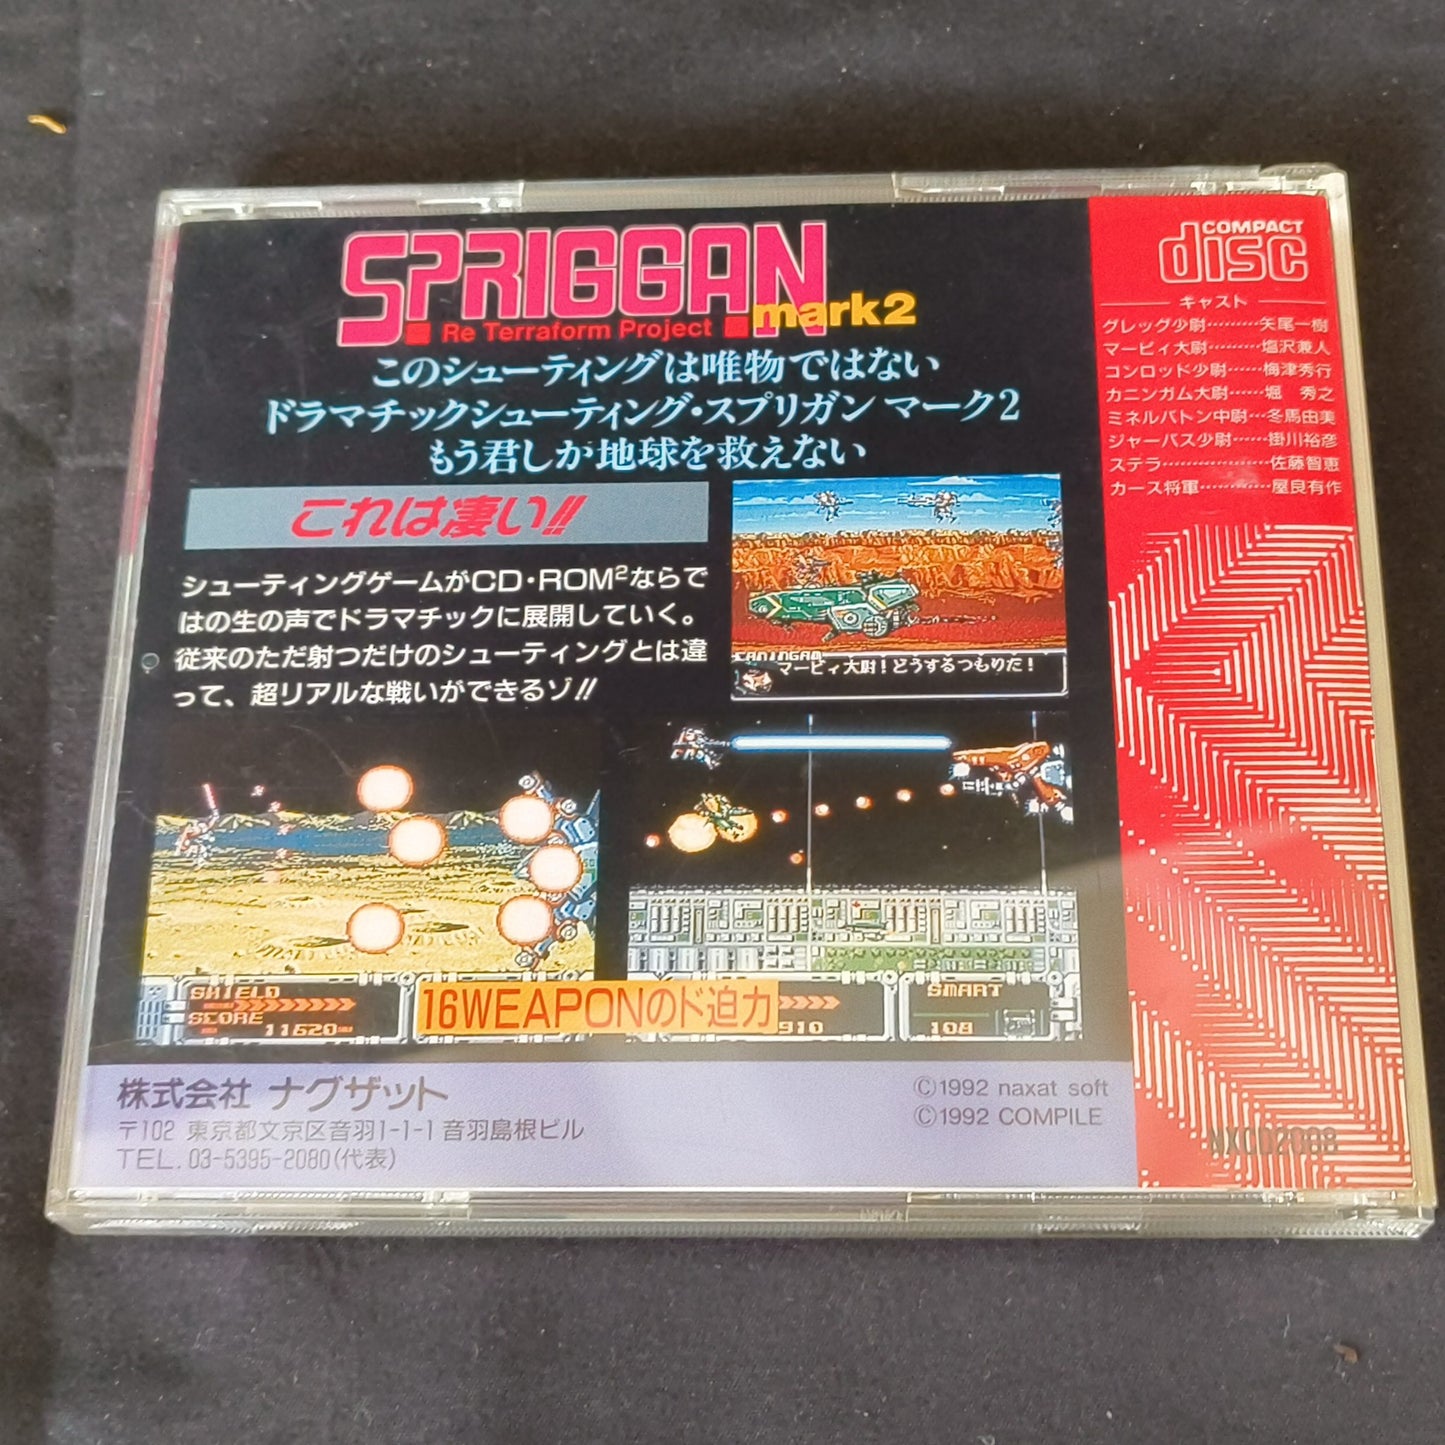 SPRIGGAN
mark2
Re Terraform Project
このシューティングは唯物ではない
ドラマチックシューティング・スプリガン マーク2
もう君しか地球を救えない
これは凄い!!
シューティングゲームがCD・ROM²ならで
はの生の声でドラマチックに展開していく。
従来のただ射つだけのシューティングとは違
って、超リアルな戦いができるゾ!!
CANINGAM
マービィ大尉!どうするつもりだ!
SHIELD
SCORE
11620
16WEAPONのド迫力
910
SMART
108
株式会社 ナグザット
〒102 東京都文京区音羽1-1-1 音羽島根ビル
TEL. 03-5395-2080(代表)
©1992 naxat soft
©1992 COMPILE
COMPACT
disc
キャスト
グレッグ少尉………矢尾一樹
マービィ大尉………塩沢兼人
コンロッド少尉……梅津秀行
カニンガム大尉……堀 秀之
ミネルバトン中尉…冬馬由美
ジャーバス少尉……掛川裕彦
ステラ…………………佐藤智恵
カース将軍…………屋良有作